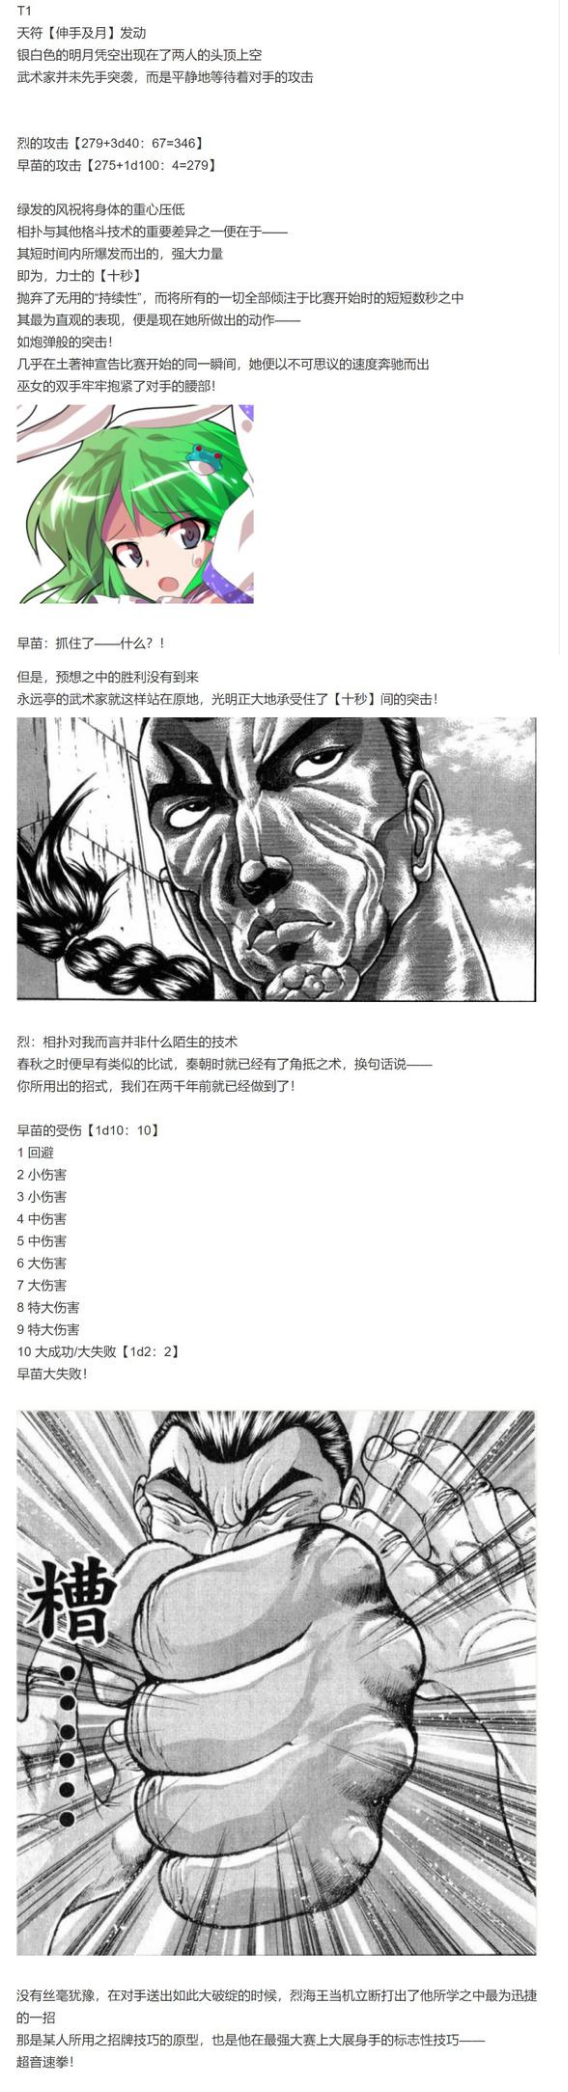 T1
天符【伸手及月】发动
银白色的明月凭空出现在了两人的头顶上空
武术家并未先手突袭，而是平静地等待着对手的攻击
烈的攻击【279+3d40：67=346】
早苗的攻击【275+1d100：4=279】
绿发的风祝将身体的重心压低
相扑与其他格斗技术的重要差异之一便在于——
其短时间内所爆发而出的，强大力量
即为，力士的【十秒】
抛弃了无用的“持续性”，而将所有的一切全部倾注于比赛开始时的短短数秒之中
其最为直观的表现，便是现在她所做出的动作——
如炮弹般的突击！
几乎在土著神宣告比赛开始的同一瞬间，她便以不可思议的速度奔驰而出
巫女的双手牢牢抱紧了对手的腰部！
早苗：抓住了——什么？！
但是，预想之中的胜利没有到来
永远亭的武术家就这样站在原地，光明正大地承受住了【十秒】间的突击！
烈：相扑对我而言并非什么陌生的技术
春秋之时便早有类似的比试，秦朝时就已经有了角抵之术，换句话说——
你所用出的招式，我们在两千年前就已经做到了！
早苗的受伤【1d10：10】
1 回避
2 小伤害
3 小伤害
4 中伤害
5 中伤害
6 大伤害
7 大伤害
8 特大伤害
9 特大伤害
10 大成功/大失败【1d2：2】
早苗大失败！
糟••••••
没有丝毫犹豫，在对手送出如此大破绽的时候，烈海王当机立断打出了他所学之中最为迅捷
的一招
那是某人所用之招牌技巧的原型，也是他在最强大赛上大展身手的标志性技巧——
超音速拳！